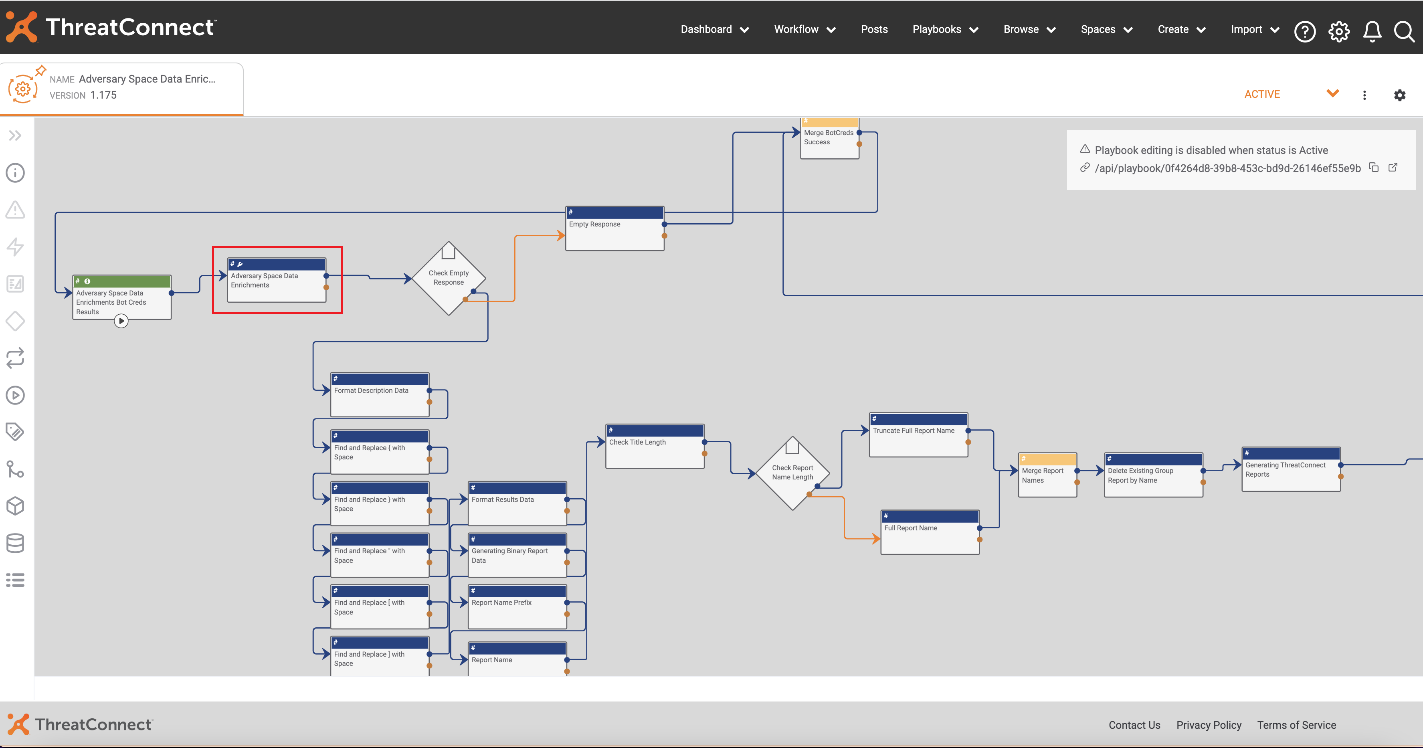 ThreatConnect
Dashboard
Workflow
Posts
Playbooks
Browse
Spaces
Create
Import
NAME Adversary Space Data Enric...
VERSION 1.175
ACTIVE
Playbook editing is disabled when status is Active
/api/playbook/0f4264d8-39b8-453c-bd9d-26146ef55e9b
#
Merge BotCreds
Success
#
Empty Response
#
Adversary Space Data
Enrichments Bot Creds
Results
#
Adversary Space Data
Enrichments
Check Empty
Response
#
Format Description Data
#
Find and Replace { with
Space
#
Find and Replace } with
Space
#
Find and Replace " with
Space
#
Find and Replace [ with
Space
#
Find and Replace ] with
Space
#
Format Results Data
#
Generating Binary Report
Data
#
Report Name Prefix
#
Report Name
#
Check Title Length
Check Report
Name Length
#
Truncate Full Report Name
#
Full Report Name
#
Merge Report
Names
#
Delete Existing Group
Report by Name
#
Generating ThreatConnect
Reports
ThreatConnect
Contact Us
Privacy Policy
Terms of Service